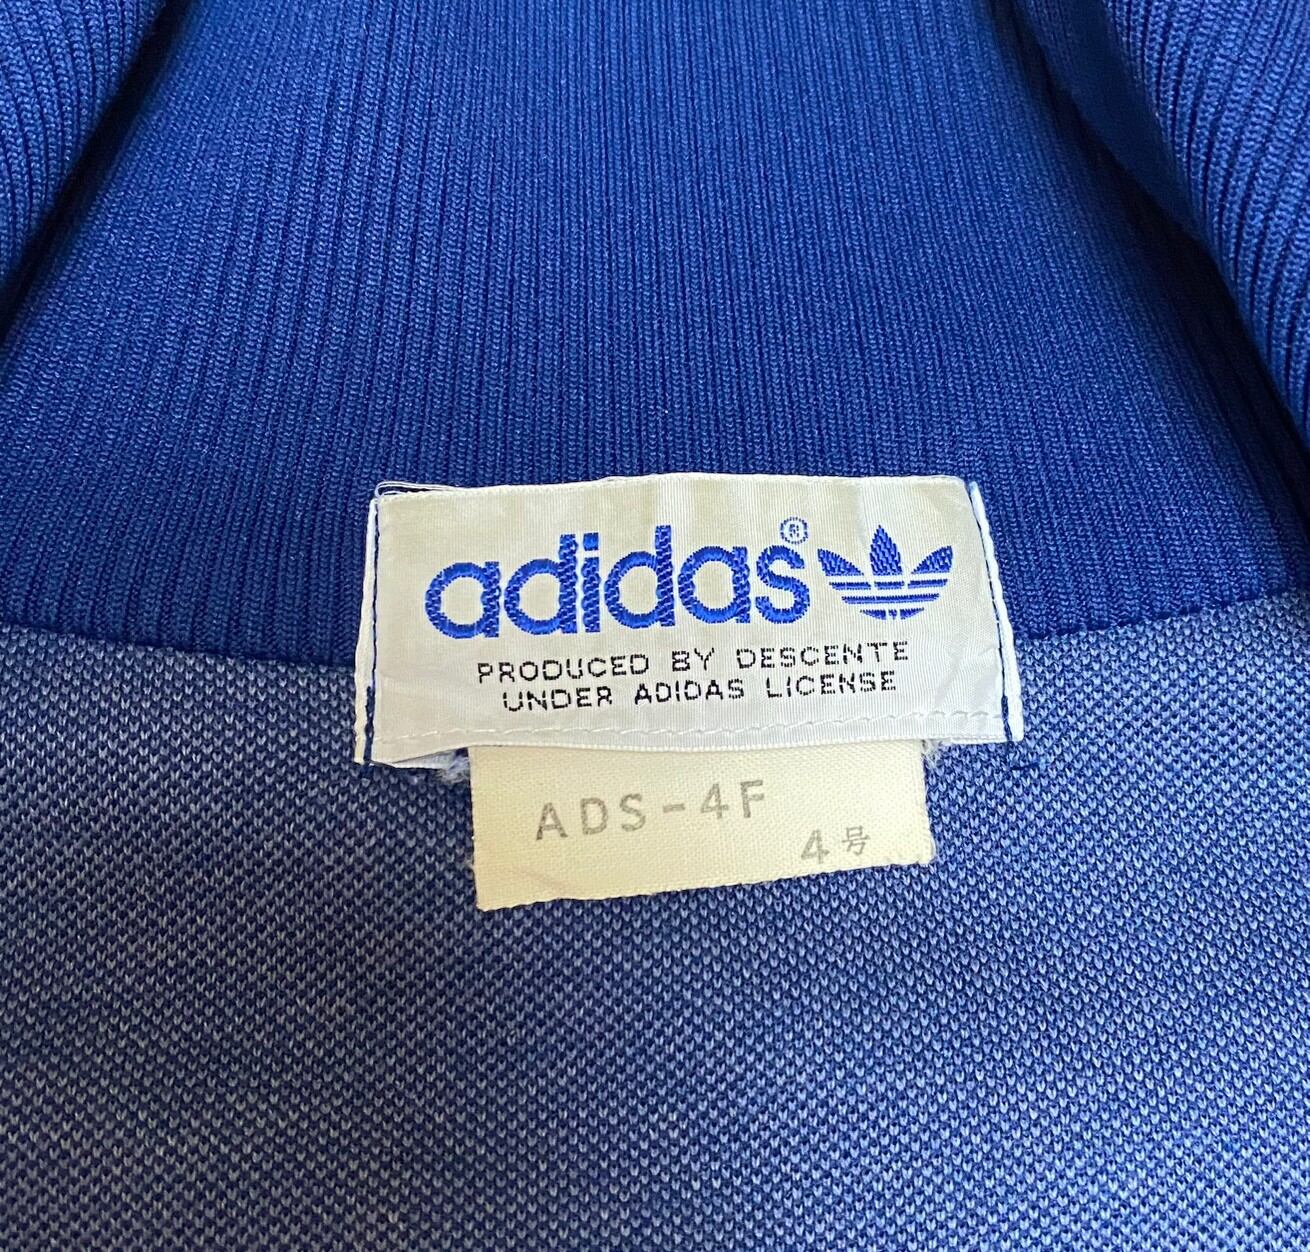 adidas®
PRODUCED BY DESCENTE
UNDER ADIDAS LICENSE
ADS-4F
4号